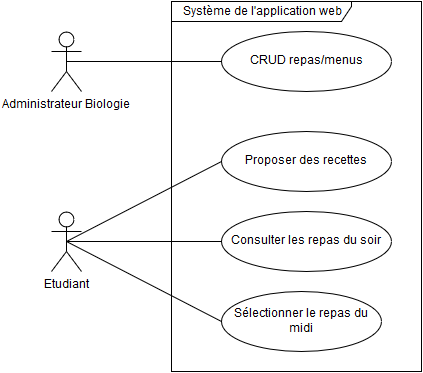 Système de l'application web
CRUD repas/menus
Administrateur Biologie
Proposer des recettes
Consulter les repas du soir
Etudiant
Sélectionner le repas du
midi